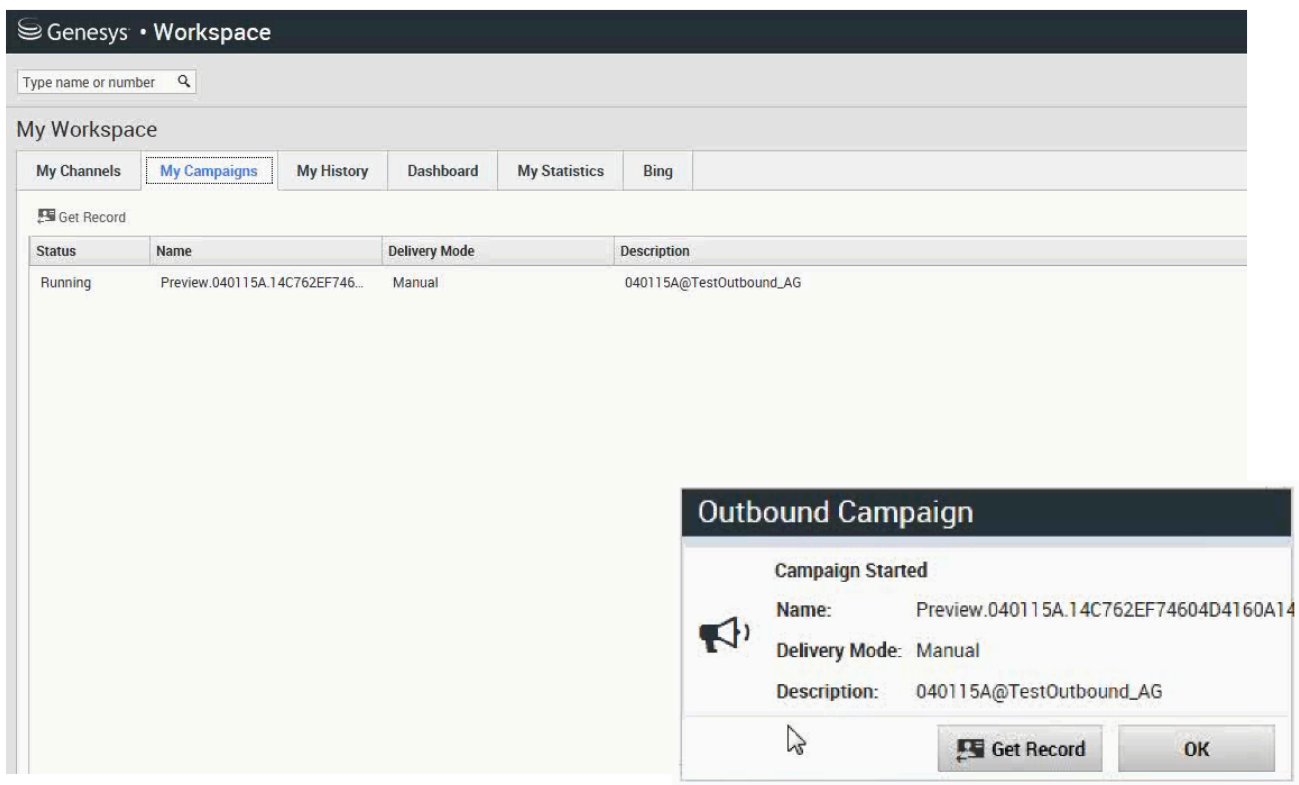 Genesys • Workspace
Type name or number
My Workspace
My Channels My Campaigns My History Dashboard My Statistics Bing
Get Record
Status Name Delivery Mode Description
Running Preview.040115A.14C762EF746... Manual 040115A@TestOutbound_AG
Outbound Campaign
Campaign Started
Name: Preview.040115A.14C762EF74604D4160A14
Delivery Mode: Manual
Description: 040115A@TestOutbound_AG
Get Record OK